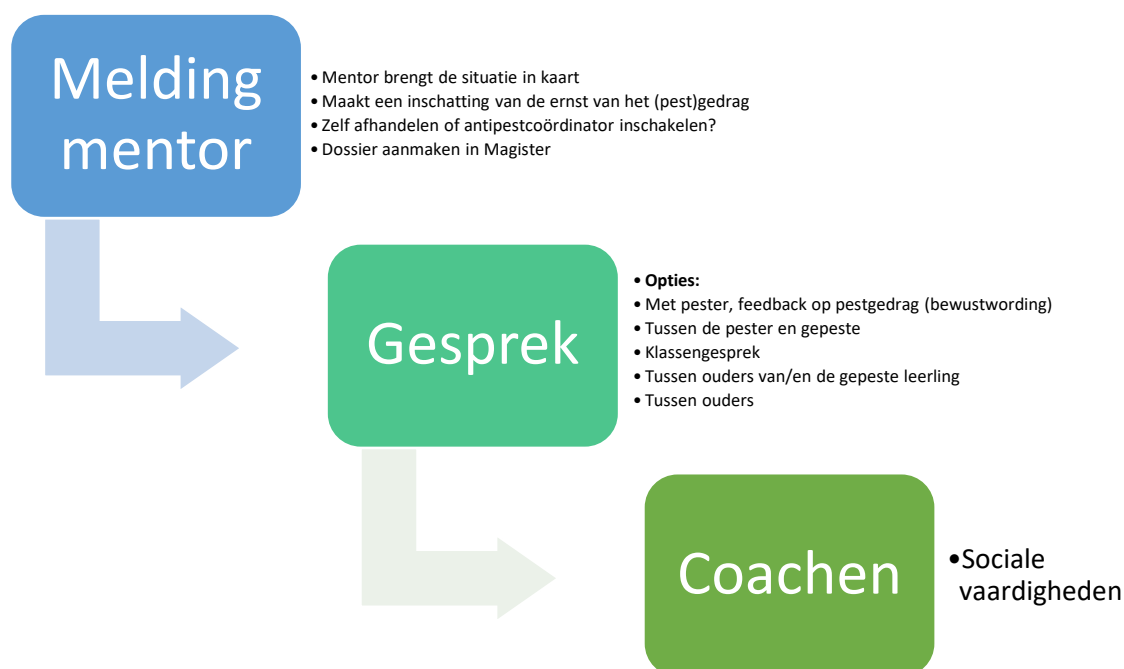 Melding
mentor
• Mentor brengt de situatie in kaart
• Maakt een inschatting van de ernst van het (pest)gedrag
• Zelf afhandelen of antipestcoördinator inschakelen?
• Dossier aanmaken in Magister
Gesprek
• Opties:
• Met pester, feedback op pestgedrag (bewustwording)
• Tussen de pester en gepeste
• Klassengesprek
• Tussen ouders van/en de gepeste leerling
• Tussen ouders
Coachen
•Sociale
vaardigheden